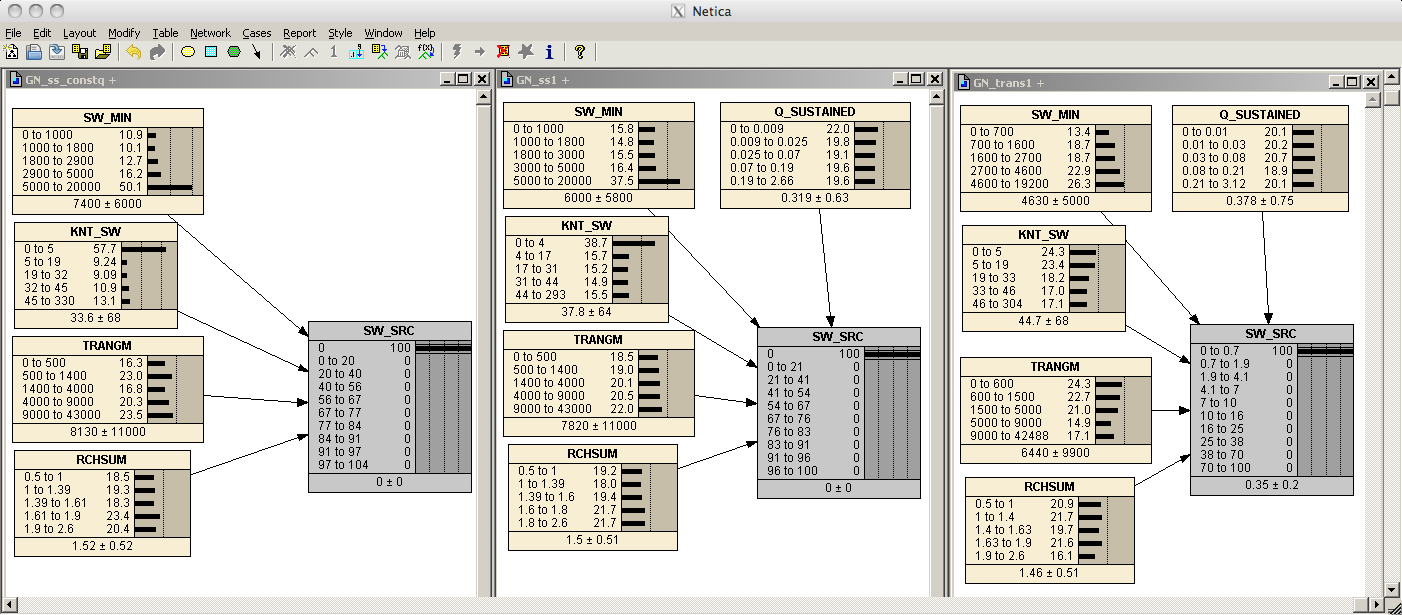 Netica
File Edit Layout Modify Table Network Cases Report Style Window Help
GN_ss_constq +
SW_MIN
0 to 1000 10.9
1000 to 1800 10.1
1800 to 2900 12.7
2900 to 5000 16.2
5000 to 20000 50.1
7400 ± 6000
KNT_SW
0 to 5 57.7
5 to 19 9.24
19 to 32 9.09
32 to 45 10.9
45 to 330 13.1
33.6 ± 68
TRANGM
0 to 500 16.3
500 to 1400 23.0
1400 to 4000 16.8
4000 to 9000 20.3
9000 to 43000 23.5
8130 ± 11000
RCHSUM
0.5 to 1 18.5
1 to 1.39 19.3
1.39 to 1.61 18.3
1.61 to 1.9 23.4
1.9 to 2.6 20.4
1.52 ± 0.52
SW_SRC
0 100
0 to 20 0
20 to 40 0
40 to 56 0
56 to 67 0
67 to 77 0
77 to 84 0
84 to 91 0
91 to 97 0
97 to 104 0
0 ± 0
GN_ss1 +
SW_MIN
0 to 1000 15.8
1000 to 1800 14.8
1800 to 3000 15.5
3000 to 5000 16.4
5000 to 20000 37.5
6000 ± 5800
Q_SUSTAINED
0 to 0.009 22.0
0.009 to 0.025 19.8
0.025 to 0.07 19.1
0.07 to 0.19 19.6
0.19 to 2.66 19.6
0.319 ± 0.63
KNT_SW
0 to 4 38.7
4 to 17 15.7
17 to 31 15.2
31 to 44 14.9
44 to 293 15.5
37.8 ± 64
TRANGM
0 to 500 18.5
500 to 1400 19.0
1400 to 4000 20.1
4000 to 9000 20.5
9000 to 43000 22.0
7820 ± 11000
RCHSUM
0.5 to 1 19.2
1 to 1.39 18.0
1.39 to 1.6 19.4
1.6 to 1.8 21.7
1.8 to 2.6 21.7
1.5 ± 0.51
SW_SRC
0 100
0 to 21 0
21 to 41 0
41 to 54 0
54 to 67 0
67 to 76 0
76 to 83 0
83 to 91 0
91 to 96 0
96 to 100 0
0 ± 0
GN_trans1 +
SW_MIN
0 to 700 13.4
700 to 1600 18.7
1600 to 2700 18.7
2700 to 4600 22.9
4600 to 19200 26.3
4630 ± 5000
Q_SUSTAINED
0 to 0.01 20.1
0.01 to 0.03 20.2
0.03 to 0.08 20.7
0.08 to 0.21 18.9
0.21 to 3.12 20.1
0.378 ± 0.75
KNT_SW
0 to 5 24.3
5 to 19 23.4
19 to 33 18.2
33 to 46 17.0
46 to 304 17.1
44.7 ± 68
TRANGM
0 to 600 24.3
600 to 1500 22.7
1500 to 5000 21.0
5000 to 9000 14.9
9000 to 42488 17.1
6440 ± 9900
RCHSUM
0.5 to 1 20.9
1 to 1.4 21.7
1.4 to 1.63 19.7
1.63 to 1.9 21.6
1.9 to 2.6 16.1
1.46 ± 0.51
SW_SRC
0 to 0.7 100
0.7 to 1.9 0
1.9 to 4.1 0
4.1 to 7 0
7 to 10 0
10 to 16 0
16 to 25 0
25 to 38 0
38 to 70 0
70 to 100 0
0.35 ± 0.2